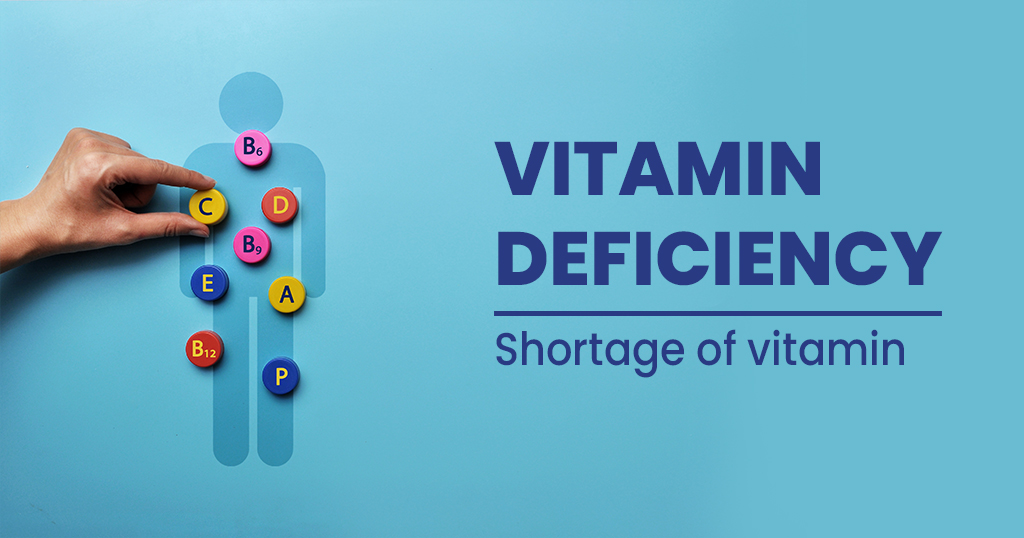 B₆
C
D
B₉
E
A
B₁₂
P
VITAMIN
DEFICIENCY
Shortage of vitamin